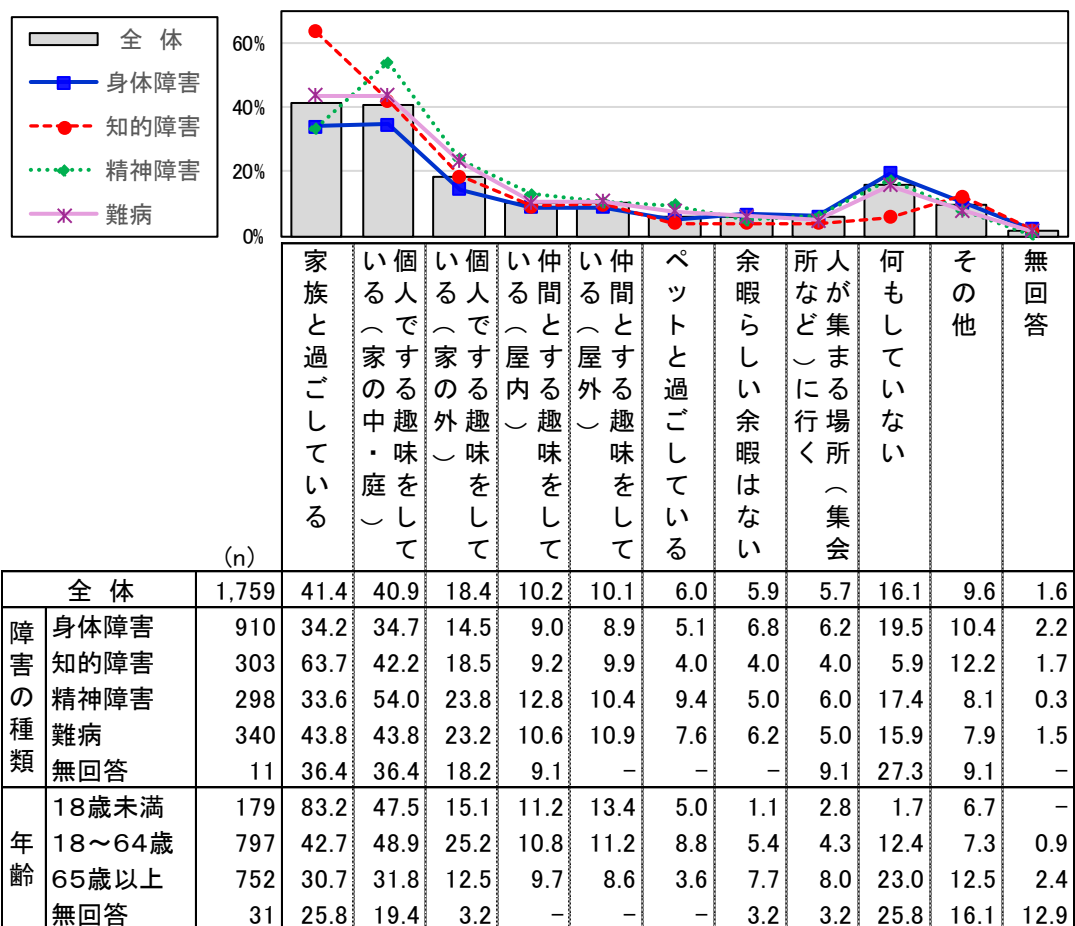 全 体
身体障害
知的障害
精神障害
難病
60%
40%
20%
0%
家族と過ごしている
個人でする趣味をして
いる（家の中・庭）
個人でする趣味をして
いる（家の外）
仲間とする趣味をして
いる（屋内）
仲間とする趣味をして
いる（屋外）
ペットと過ごしている
余暇らしい余暇はない
人が集まる場所（集会
所など）に行く
何もしていない
その他
無回答
(n)
全 体 1,759 41.4 40.9 18.4 10.2 10.1 6.0 5.9 5.7 16.1 9.6 1.6
障害の種類
身体障害 910 34.2 34.7 14.5 9.0 8.9 5.1 6.8 6.2 19.5 10.4 2.2
知的障害 303 63.7 42.2 18.5 9.2 9.9 4.0 4.0 4.0 5.9 12.2 1.7
精神障害 298 33.6 54.0 23.8 12.8 10.4 9.4 5.0 6.0 17.4 8.1 0.3
難病 340 43.8 43.8 23.2 10.6 10.9 7.6 6.2 5.0 15.9 7.9 1.5
無回答 11 36.4 36.4 18.2 9.1 － － － 9.1 27.3 9.1 －
年齢
18歳未満 179 83.2 47.5 15.1 11.2 13.4 5.0 1.1 2.8 1.7 6.7 －
18～64歳 797 42.7 48.9 25.2 10.8 11.2 8.8 5.4 4.3 12.4 7.3 0.9
65歳以上 752 30.7 31.8 12.5 9.7 8.6 3.6 7.7 8.0 23.0 12.5 2.4
無回答 31 25.8 19.4 3.2 － － － 3.2 3.2 25.8 16.1 12.9